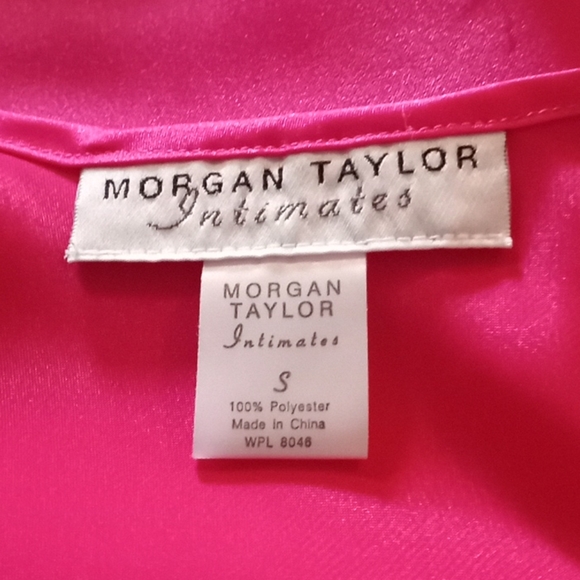 MORGAN TAYLOR
Intimates
MORGAN
TAYLOR
Intimates
S
100% Polyester
Made in China
WPL 8046